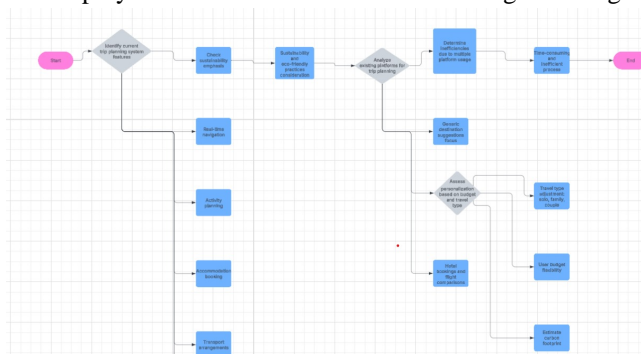 Start
Identify current
trip planning system
features
Check
sustainability
emphasis
Sustainability
and
eco-friendly
practices
consideration
Analyze
existing platforms for
trip planning
Determine
inefficiencies
due to multiple
platform usage
Time-consuming
and inefficient
process
End
Real-time
navigation
Generic
destination
suggestions
focus
Activity
planning
Assess
personalization
based on budget
and travel
type
Travel type
adjustment:
solo, family,
couple
Accommodation
booking
Hotel
bookings and
flight
comparisons
User budget
flexibility
Transport
arrangements
Estimate
carbon
footprint